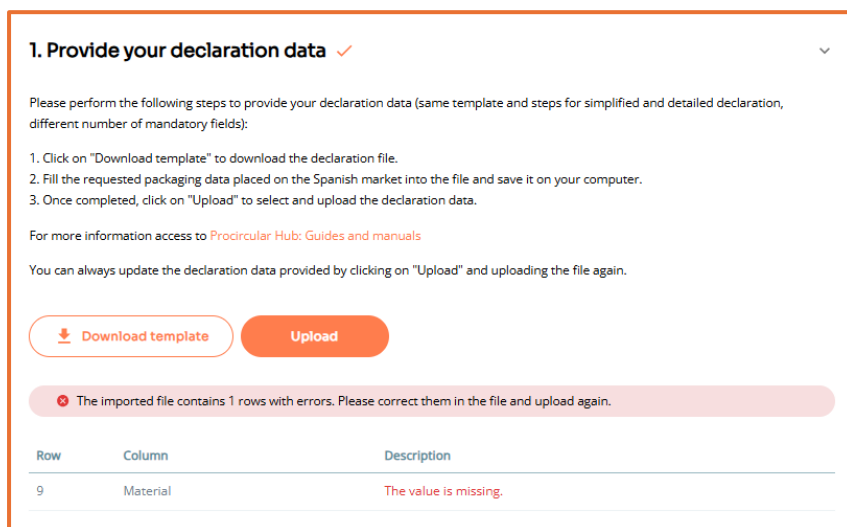 1. Provide your declaration data
Please perform the following steps to provide your declaration data (same template and steps for simplified and detailed declaration,
different number of mandatory fields):
1. Click on "Download template" to download the declaration file.
2. Fill the requested packaging data placed on the Spanish market into the file and save it on your computer.
3. Once completed, click on "Upload" to select and upload the declaration data.
For more information access to Procircular Hub: Guides and manuals
You can always update the declaration data provided by clicking on "Upload" and uploading the file again.
Download template Upload
The imported file contains 1 rows with errors. Please correct them in the file and upload again.
Row Column Description
9 Material The value is missing.